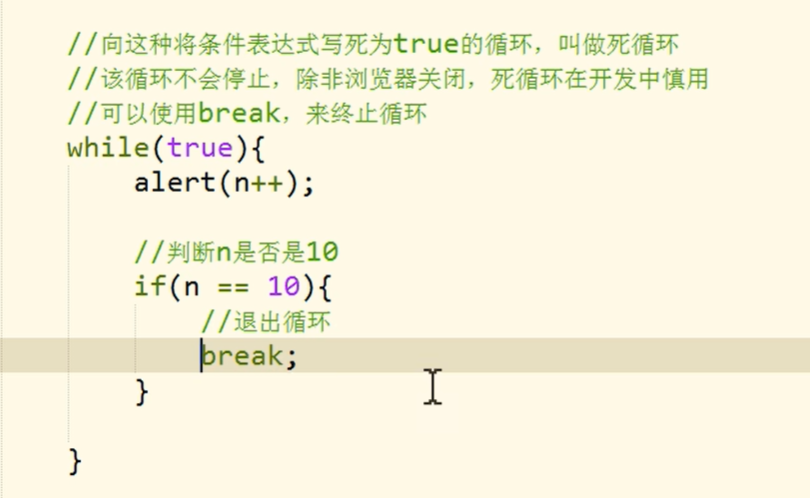 //向这种将条件表达式写死为true的循环，叫做死循环
//该循环不会停止，除非浏览器关闭，死循环在开发中慎用
//可以使用break，来终止循环
while(true){
    alert(n++);
    //判断n是否是10
    if(n == 10){
        //退出循环
        break;
    }
}